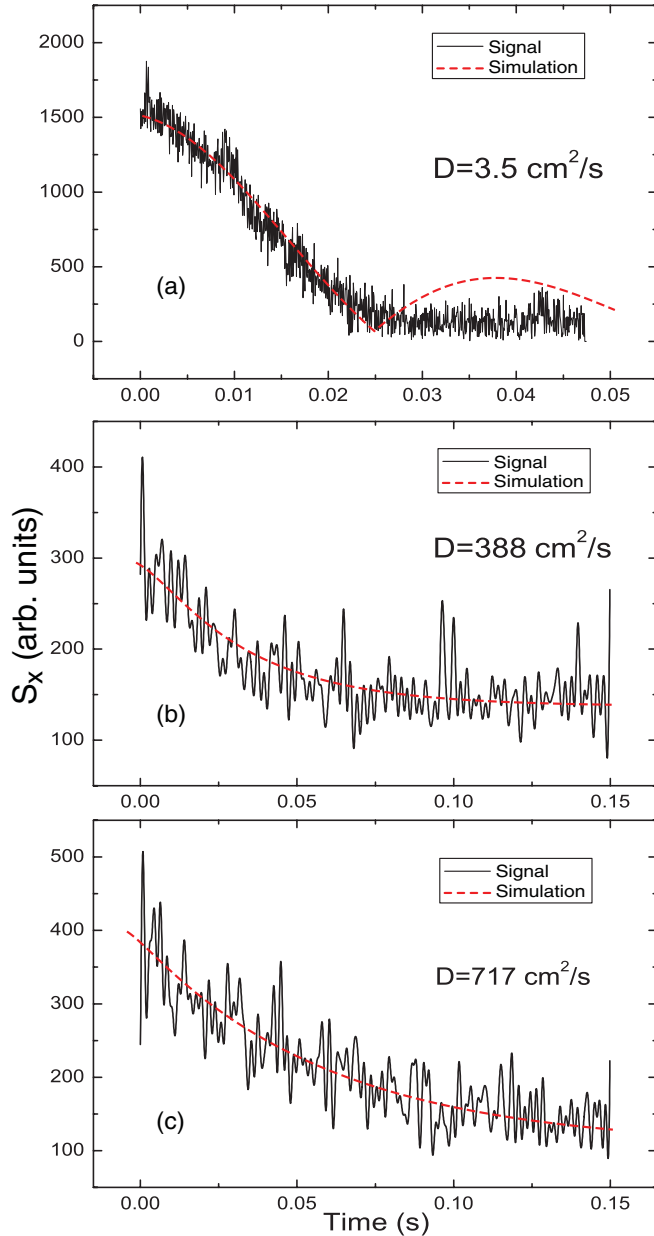 2000
1500
1000
500
0
Signal
Simulation
D=3.5 cm²/s
(a)
0.00 0.01 0.02 0.03 0.04 0.05
400
300
200
100
Signal
Simulation
D=388 cm²/s
(b)
0.00 0.05 0.10 0.15
Sₓ (arb. units)
500
400
300
200
100
Signal
Simulation
D=717 cm²/s
(c)
0.00 0.05 0.10 0.15
Time (s)